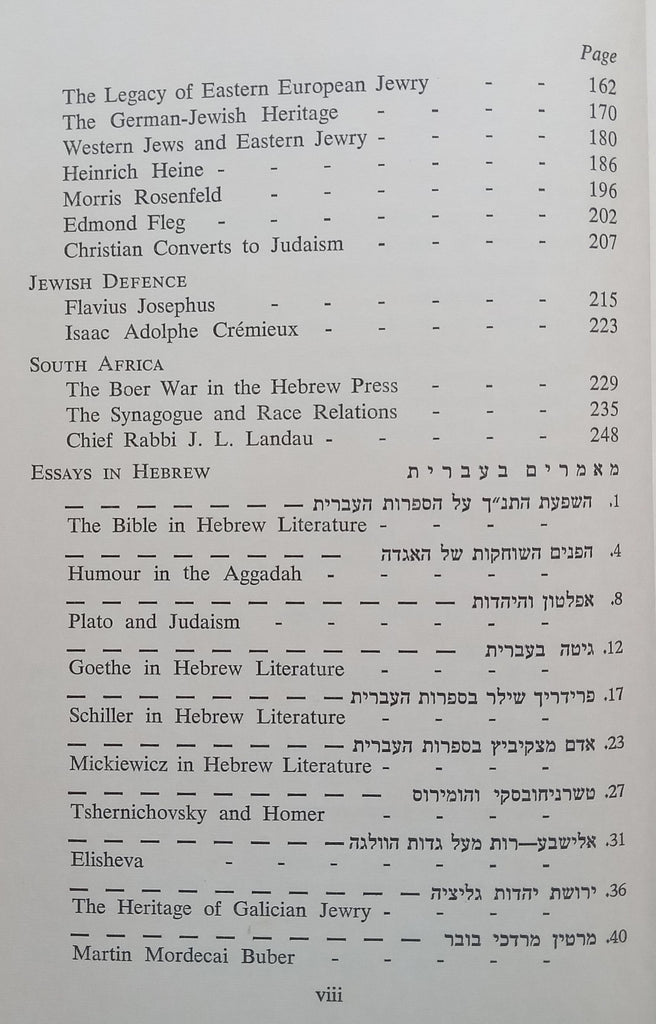 Page
The Legacy of Eastern European Jewry - - 162
The German-Jewish Heritage - - - - 170
Western Jews and Eastern Jewry - - - - 180
Heinrich Heine - - - - - - - 186
Morris Rosenfeld - - - - - - 196
Edmond Fleg - - - - - - - 202
Christian Converts to Judaism - - - - 207
JEWISH DEFENCE
Flavius Josephus - - - - - - 215
Isaac Adolphe Crémieux - - - - - 223
SOUTH AFRICA
The Boer War in the Hebrew Press - - - 229
The Synagogue and Race Relations - - - 235
Chief Rabbi J. L. Landau - - - - - 248
ESSAYS IN HEBREW מאמרים בעברית
1. השפעת התנ״ך על הספרות העברית — — — — — — —
The Bible in Hebrew Literature - - - -
4. הפנים השוחקות של האגדה — — — — — — — —
Humour in the Aggadah - - - - -
8. אפלטון והיהדות — — — — — — — — — —
Plato and Judaism - - - - - -
12. גיטה בעברית — — — — — — — — — —
Goethe in Hebrew Literature - - - -
17. פרידריך שילר בספרות העברית — — — — — — — —
Schiller in Hebrew Literature - - - -
23. אדם מצקיביץ בספרות העברית — — — — — — — —
Mickiewicz in Hebrew Literature - - - -
27. טשרניחובסקי והומירוס — — — — — — — — —
Tshernichovsky and Homer - - - -
31. אלישבע—רות מעל גדות הוולגה — — — — — — — —
Elisheva - - - - - - -
36. ירושת יהדות גליציה — — — — — — — — — —
The Heritage of Galician Jewry - - - -
40. מרטין מרדכי בובר — — — — — — — — — —
Martin Mordecai Buber - - - - -
viii